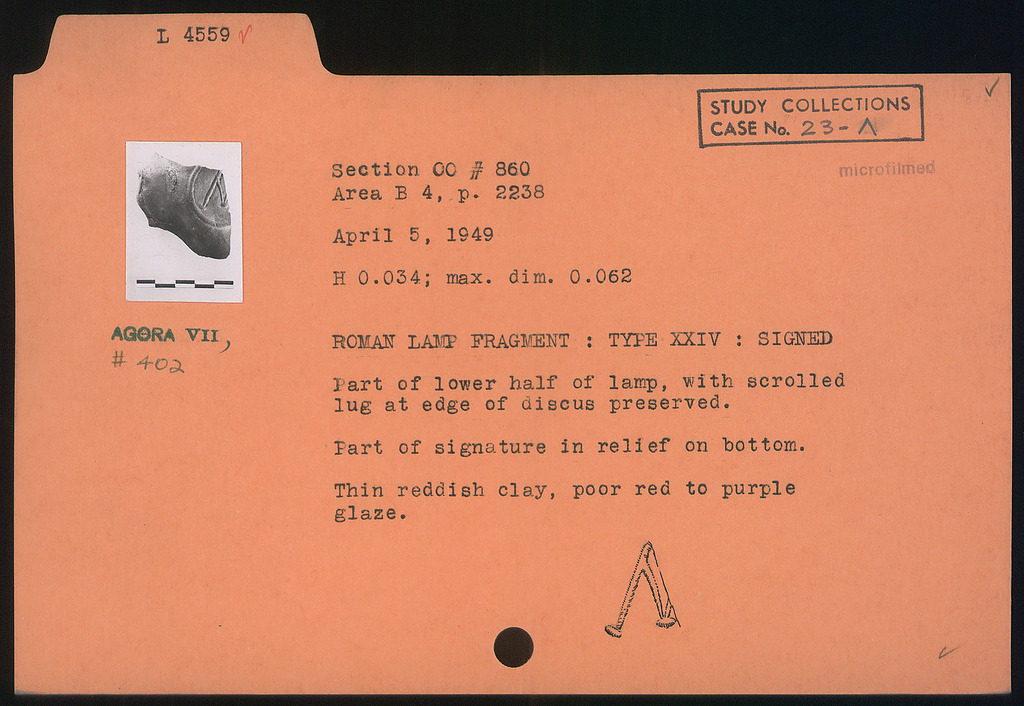 L 4559
STUDY COLLECTIONS
CASE No. 23-Λ
microfilmed
Section OO # 860
Area B 4, p. 2238
April 5, 1949
H 0.034; max. dim. 0.062
AGORA VII,
# 402
ROMAN LAMP FRAGMENT : TYPE XXIV : SIGNED
Part of lower half of lamp, with scrolled
lug at edge of discus preserved.
Part of signature in relief on bottom.
Thin reddish clay, poor red to purple
glaze.
Λ